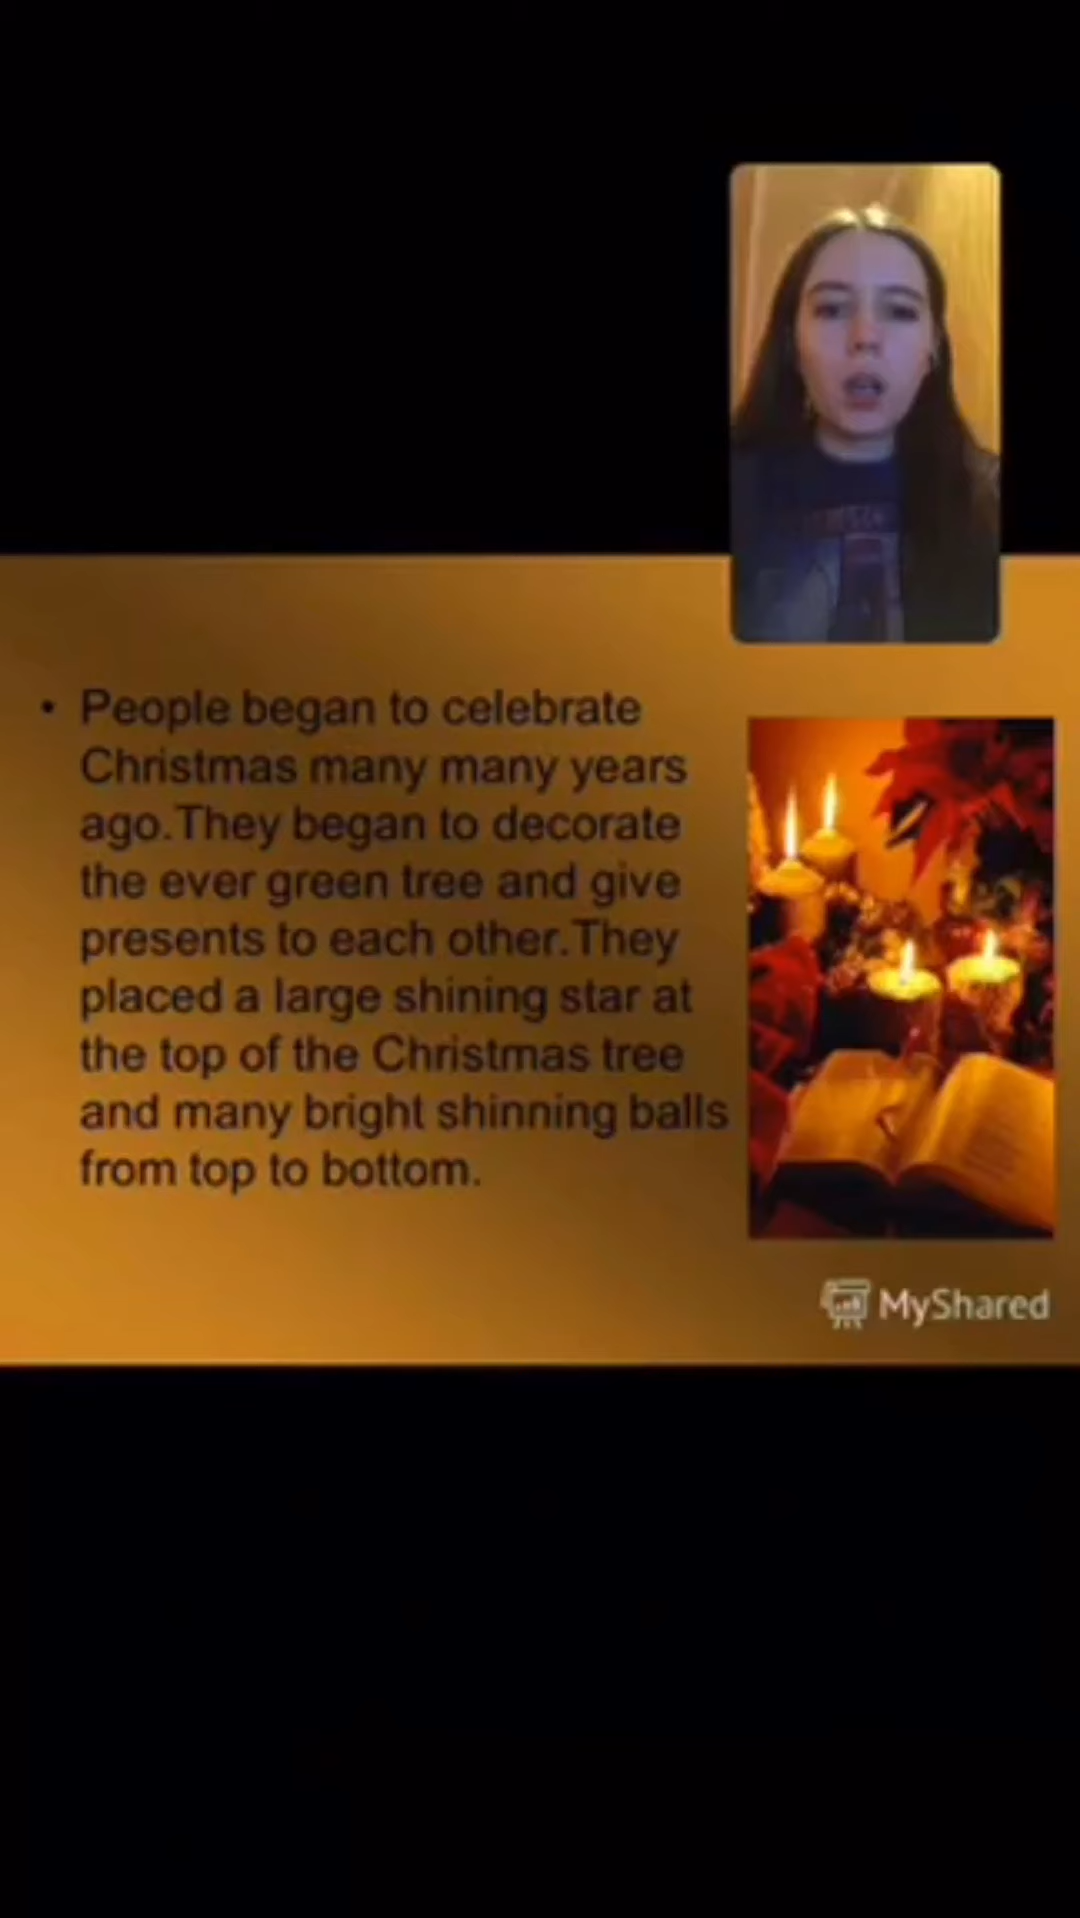 • People began to celebrate
Christmas many many years
ago.They began to decorate
the ever green tree and give
presents to each other.They
placed a large shining star at
the top of the Christmas tree
and many bright shinning balls
from top to bottom.
MyShared